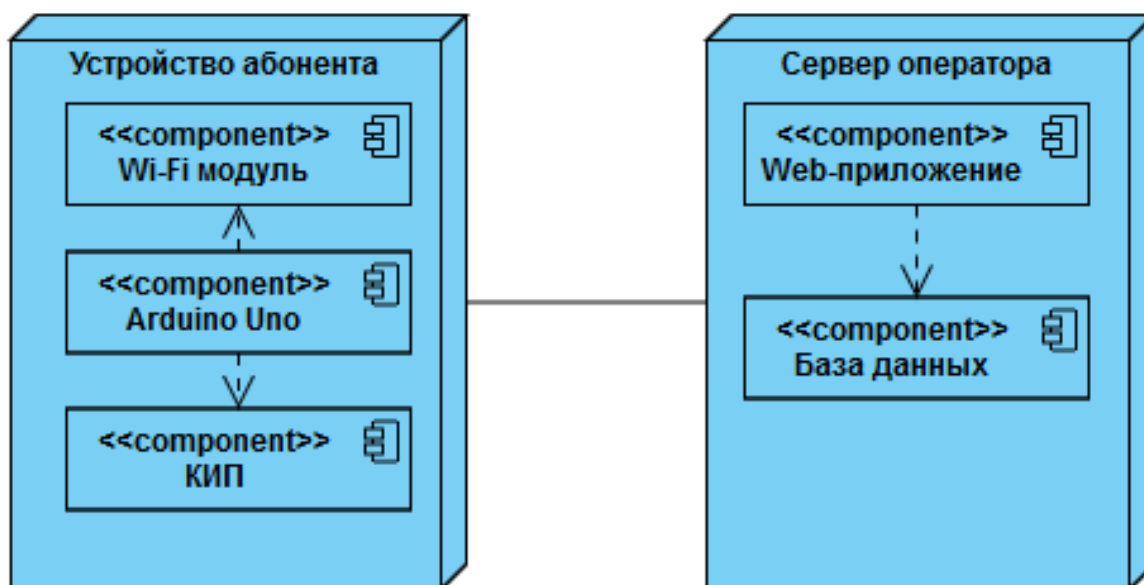 Устройство абонента
<<component>>
Wi-Fi модуль
<<component>>
Arduino Uno
<<component>>
КИП
Сервер оператора
<<component>>
Web-приложение
<<component>>
База данных